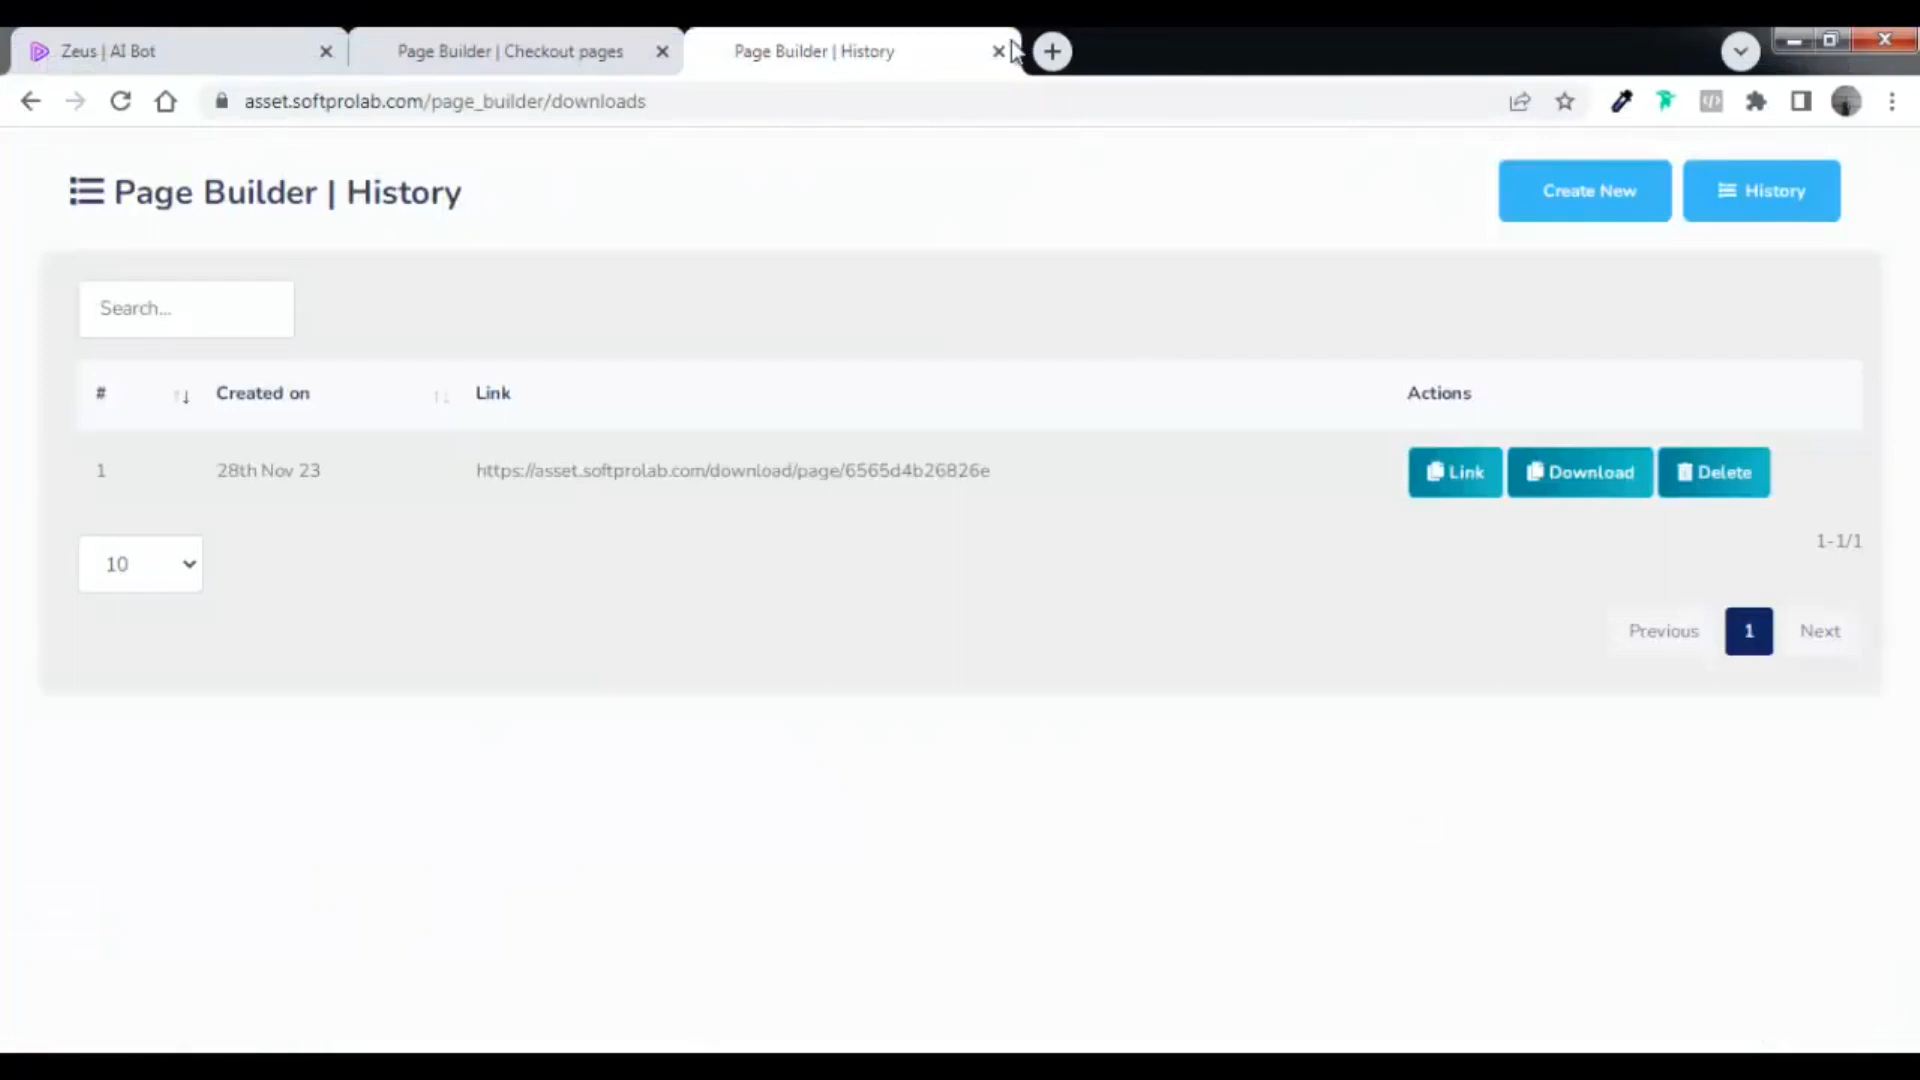 Zeus | AI Bot
Page Builder | Checkout pages
Page Builder | History
asset.softprolab.com/page_builder/downloads
Page Builder | History
Create New
History
Search...
# Created on Link Actions
1 28th Nov 23 https://asset.softprolab.com/download/page/6565d4b26826e Link Download Delete
1-1/1
10
Previous 1 Next